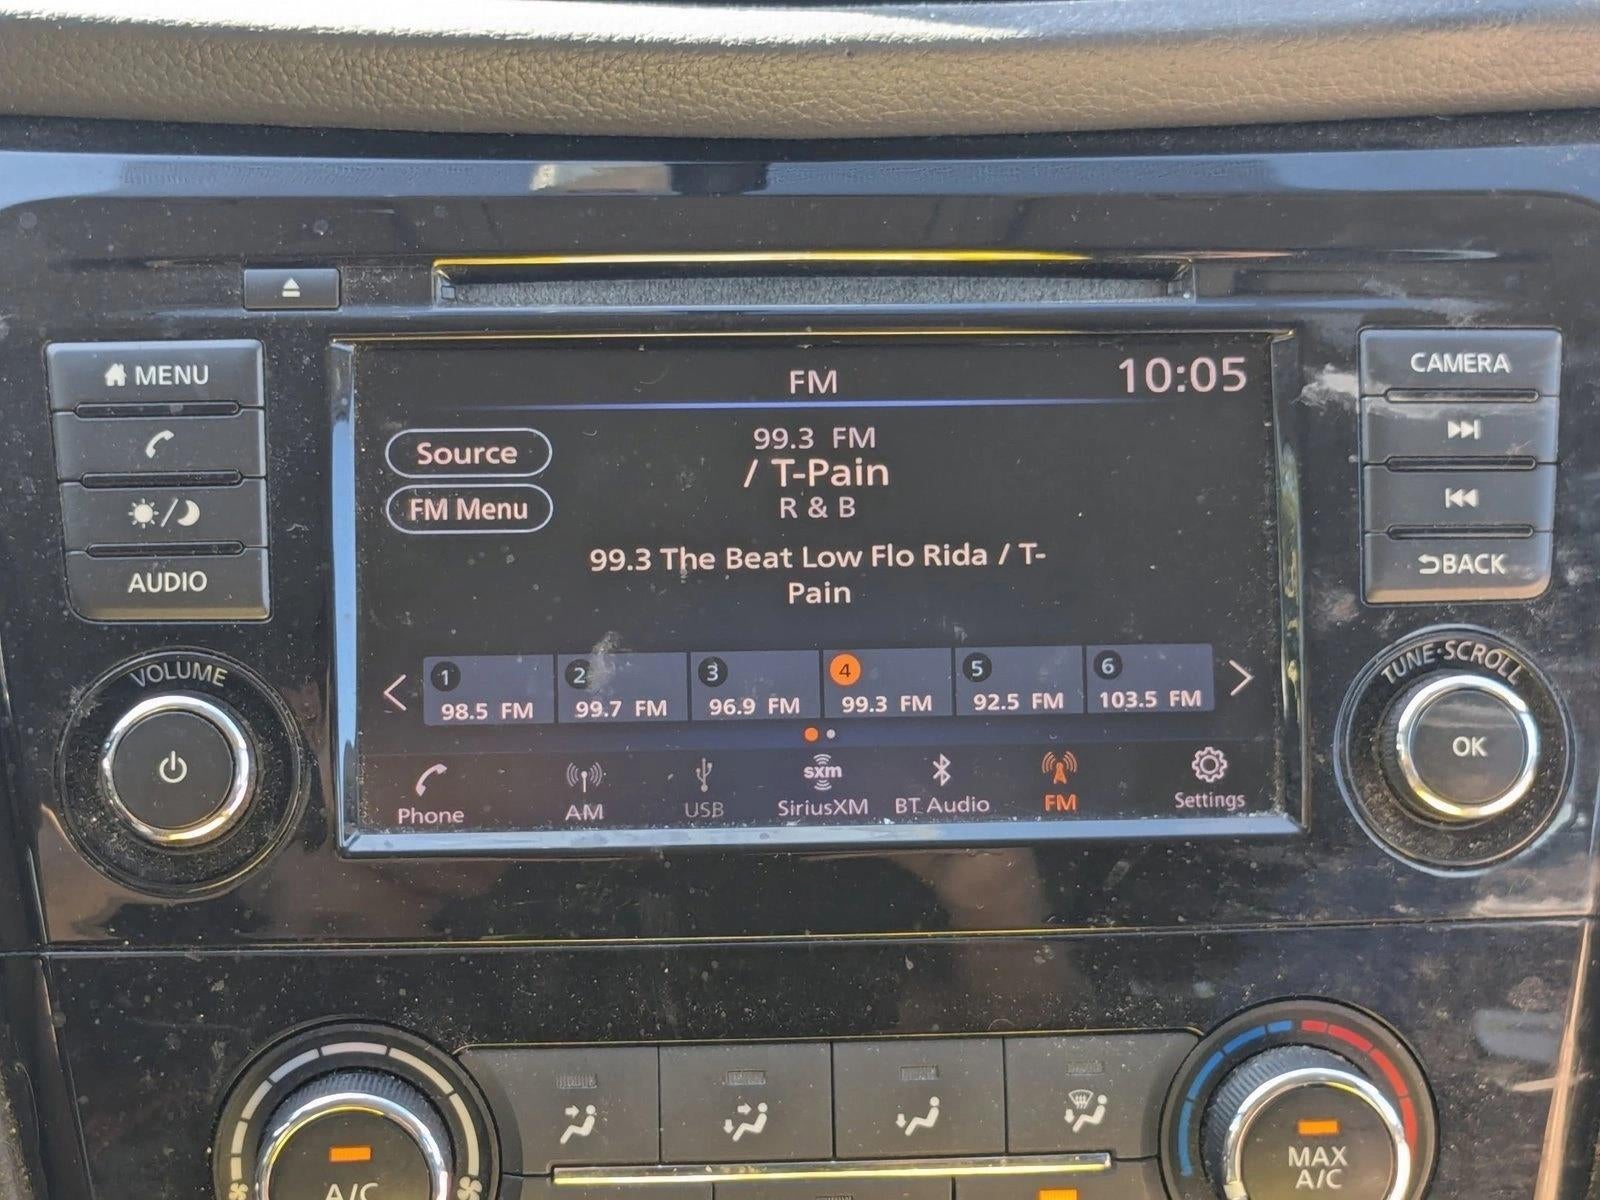 MENU
AUDIO
VOLUME
FM
10:05
Source
FM Menu
99.3 FM
/ T-Pain
R & B
99.3 The Beat Low Flo Rida / T-
Pain
1 2 3 4 5 6
98.5 FM 99.7 FM 96.9 FM 99.3 FM 92.5 FM 103.5 FM
sxm
Phone AM USB SiriusXM BT Audio FM Settings
CAMERA
BACK
TUNE·SCROLL
OK
A/C
MAX
A/C